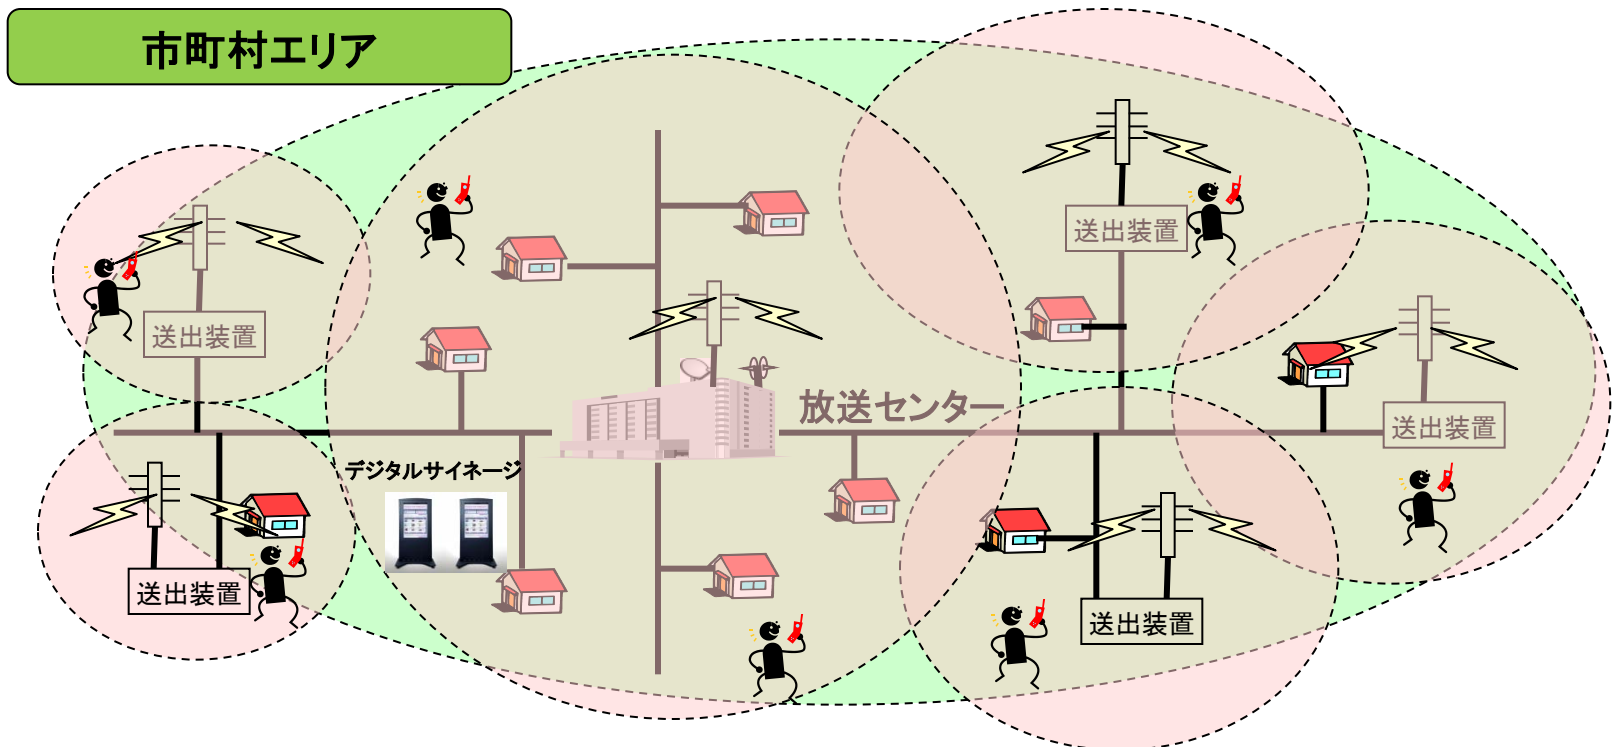 市町村エリア
送出装置
送出装置
放送センター
送出装置
デジタルサイネージ
送出装置
送出装置